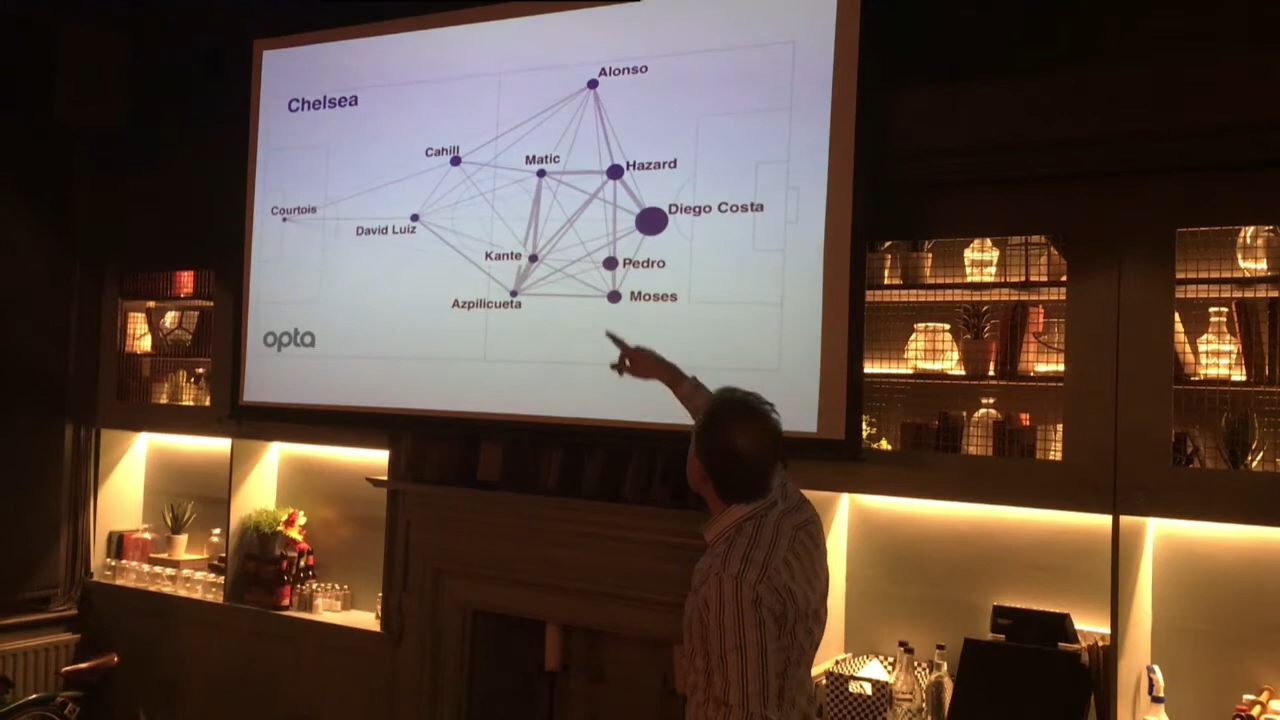 Alonso
Chelsea
Cahill
Matic
Hazard
Courtois
Diego Costa
David Luiz
Kante
Pedro
Azpilicueta
Moses
opta